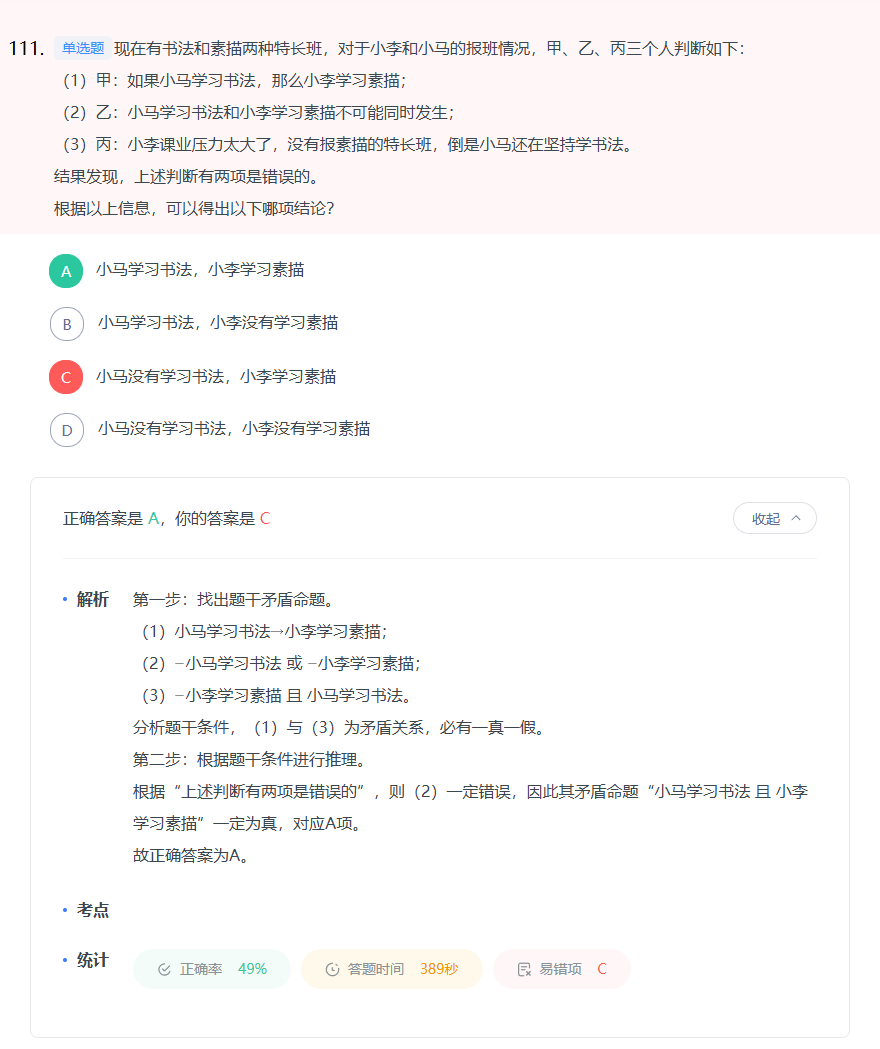 111. 单选题 现在有书法和素描两种特长班，对于小李和小马的报班情况，甲、乙、丙三个人判断如下：
（1）甲：如果小马学习书法，那么小李学习素描；
（2）乙：小马学习书法和小李学习素描不可能同时发生；
（3）丙：小李课业压力太大了，没有报素描的特长班，倒是小马还在坚持学书法。
结果发现，上述判断有两项是错误的。
根据以上信息，可以得出以下哪项结论？
A 小马学习书法，小李学习素描
B 小马学习书法，小李没有学习素描
C 小马没有学习书法，小李学习素描
D 小马没有学习书法，小李没有学习素描
正确答案是 A，你的答案是 C 收起
· 解析 第一步：找出题干矛盾命题。
（1）小马学习书法→小李学习素描；
（2）−小马学习书法 或 −小李学习素描；
（3）−小李学习素描 且 小马学习书法。
分析题干条件，（1）与（3）为矛盾关系，必有一真一假。
第二步：根据题干条件进行推理。
根据“上述判断有两项是错误的”，则（2）一定错误，因此其矛盾命题“小马学习书法 且 小李
学习素描”一定为真，对应A项。
故正确答案为A。
· 考点
· 统计 正确率 49% 答题时间 389秒 易错项 C